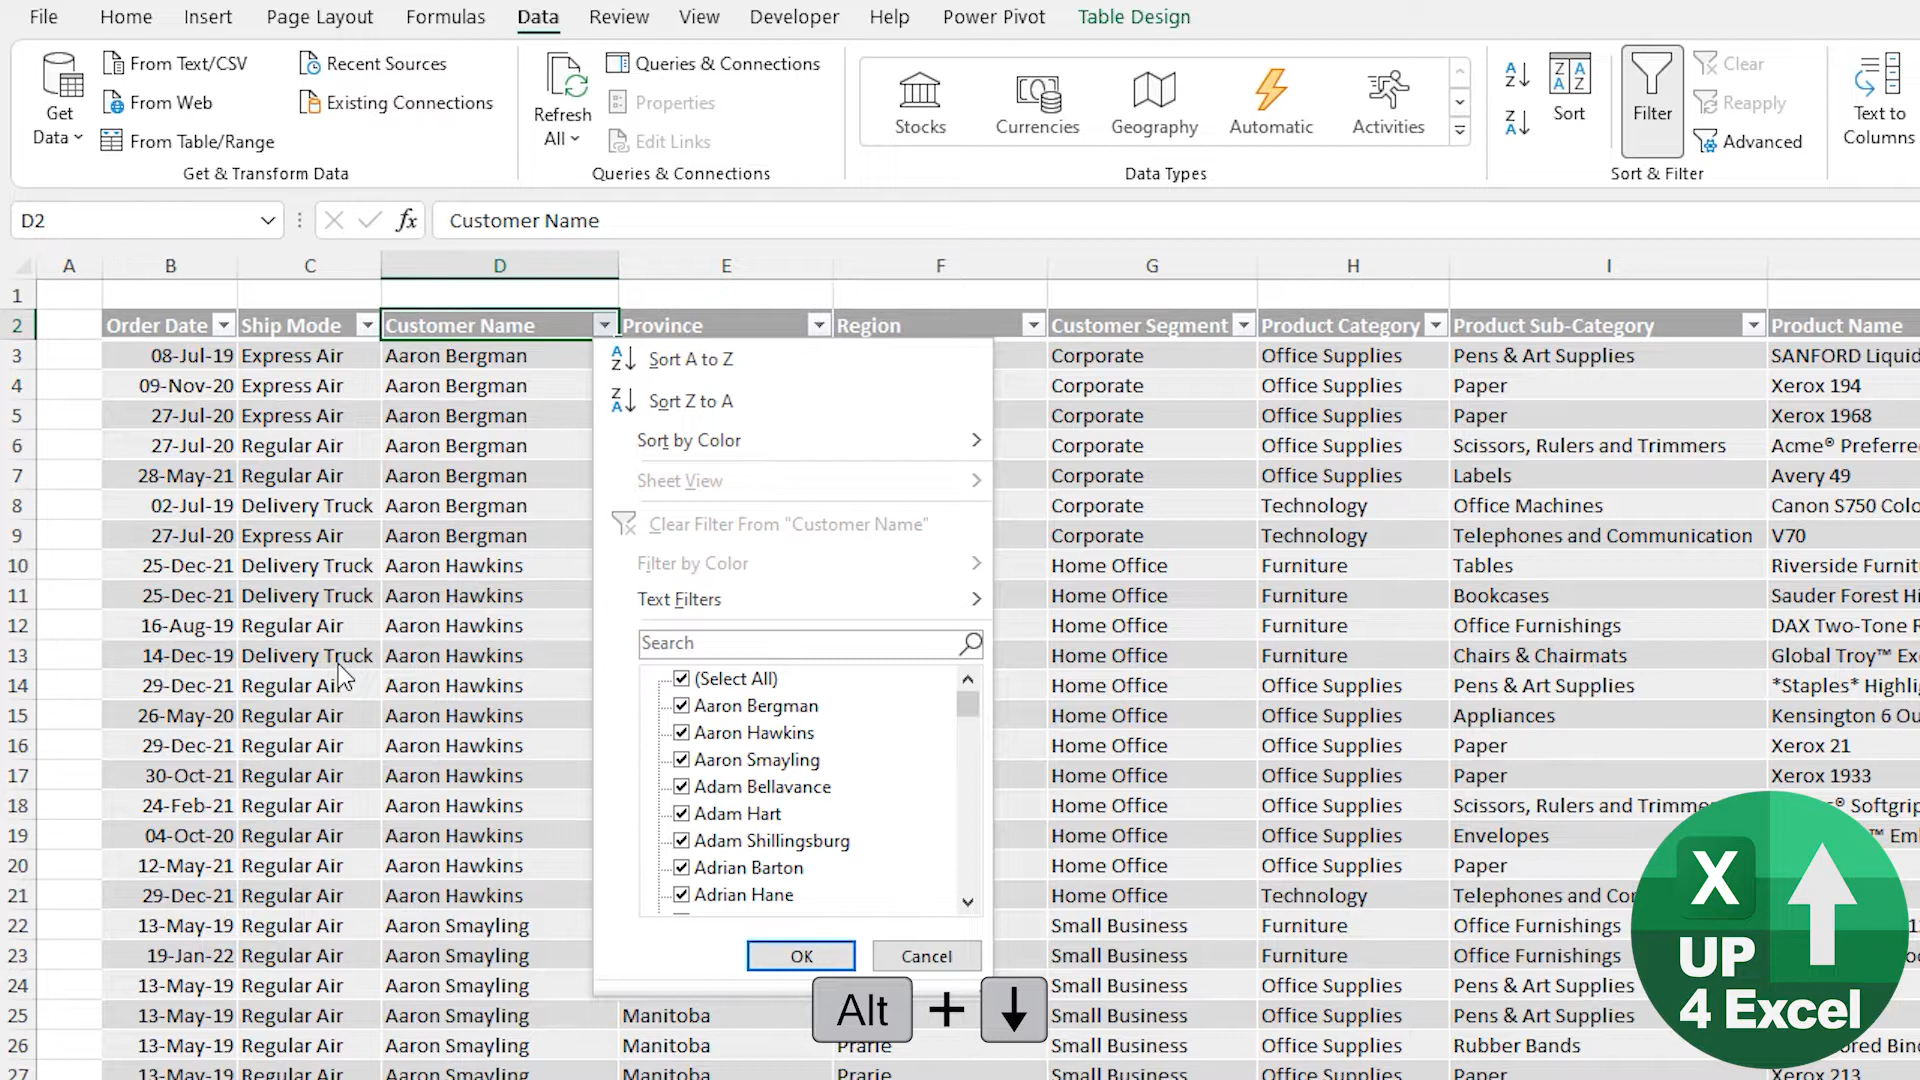 File Home Insert Page Layout Formulas Data Review View Developer Help Power Pivot Table Design
Get Data
From Text/CSV
From Web
From Table/Range
Recent Sources
Existing Connections
Get & Transform Data
Refresh All
Queries & Connections
Properties
Edit Links
Queries & Connections
Stocks Currencies Geography Automatic Activities
Data Types
Sort
Filter
Clear
Reapply
Advanced
Sort & Filter
Text to Columns
D2 fx Customer Name
A B C D E F G H I
1
2 Order Date Ship Mode Customer Name Province Region Customer Segment Product Category Product Sub-Category Product Name
3 08-Jul-19 Express Air Aaron Bergman Corporate Office Supplies Pens & Art Supplies SANFORD Liquid
4 09-Nov-20 Express Air Aaron Bergman Corporate Office Supplies Paper Xerox 194
5 27-Jul-20 Express Air Aaron Bergman Corporate Office Supplies Paper Xerox 1968
6 27-Jul-20 Regular Air Aaron Bergman Corporate Office Supplies Scissors, Rulers and Trimmers Acme® Preferre
7 28-May-21 Regular Air Aaron Bergman Corporate Office Supplies Labels Avery 49
8 02-Jul-19 Delivery Truck Aaron Bergman Corporate Technology Office Machines Canon S750 Colo
9 27-Jul-20 Express Air Aaron Bergman Corporate Technology Telephones and Communication V70
10 25-Dec-21 Delivery Truck Aaron Hawkins Home Office Furniture Tables Riverside Furnit
11 25-Dec-21 Delivery Truck Aaron Hawkins Home Office Furniture Bookcases Sauder Forest Hi
12 16-Aug-19 Regular Air Aaron Hawkins Home Office Furniture Office Furnishings DAX Two-Tone R
13 14-Dec-19 Delivery Truck Aaron Hawkins Home Office Furniture Chairs & Chairmats Global Troy™ Ex
14 29-Dec-21 Regular Air Aaron Hawkins Home Office Office Supplies Pens & Art Supplies *Staples* Highli
15 26-May-20 Regular Air Aaron Hawkins Home Office Office Supplies Appliances Kensington 6 Ou
16 29-Dec-21 Regular Air Aaron Hawkins Home Office Office Supplies Paper Xerox 21
17 30-Oct-21 Regular Air Aaron Hawkins Home Office Office Supplies Paper Xerox 1933
18 24-Feb-21 Regular Air Aaron Hawkins Home Office Office Supplies Scissors, Rulers and Trimme ® Softgrip
19 04-Oct-20 Regular Air Aaron Hawkins Home Office Office Supplies Envelopes ™ Em
20 12-May-21 Regular Air Aaron Hawkins Home Office Office Supplies Paper
21 29-Dec-21 Regular Air Aaron Hawkins Home Office Technology Telephones and Co
22 13-May-19 Regular Air Aaron Smayling Small Business Furniture Office Furnishings
23 19-Jan-22 Regular Air Aaron Smayling Small Business Furniture Office Furnishings
24 13-May-19 Regular Air Aaron Smayling Small Business Office Supplies Pens & Art Supplies
25 13-May-19 Regular Air Aaron Smayling Manitoba Small Business Office Supplies Pens & Art Supplies
26 13-May-19 Regular Air Aaron Smayling Manitoba Prarie Small Business Office Supplies Rubber Bands ored Bin
27 13-May-19 Regular Air Aaron Smayling Manitoba Prarie Small Business Office Supplies Paper Xerox 213
Sort A to Z
Sort Z to A
Sort by Color
Sheet View
Clear Filter From "Customer Name"
Filter by Color
Text Filters
Search
(Select All)
Aaron Bergman
Aaron Hawkins
Aaron Smayling
Adam Bellavance
Adam Hart
Adam Shillingsburg
Adrian Barton
Adrian Hane
OK Cancel
Alt + ↓
X
UP
4 Excel